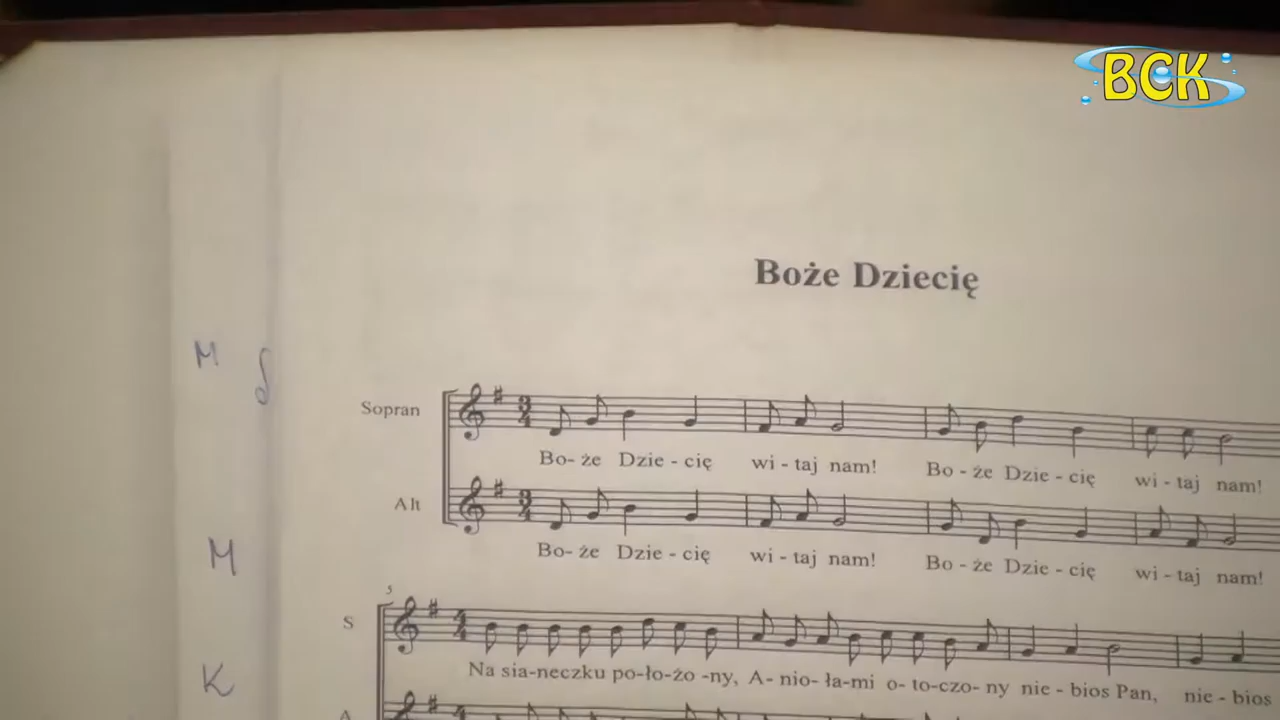 BCK
Boże Dziecię
M
Sopran
Bo- że Dzie - cię wi - taj nam! Bo - że Dzie - cię wi - taj nam!
Alt
Bo- że Dzie - cię wi - taj nam! Bo - że Dzie - cię wi - taj nam!
M
5
S
Na sia-neczku po-ło-żo -ny, A- nio- ła-mi o- to-czo- ny nie - bios Pan, nie - bios
K
A